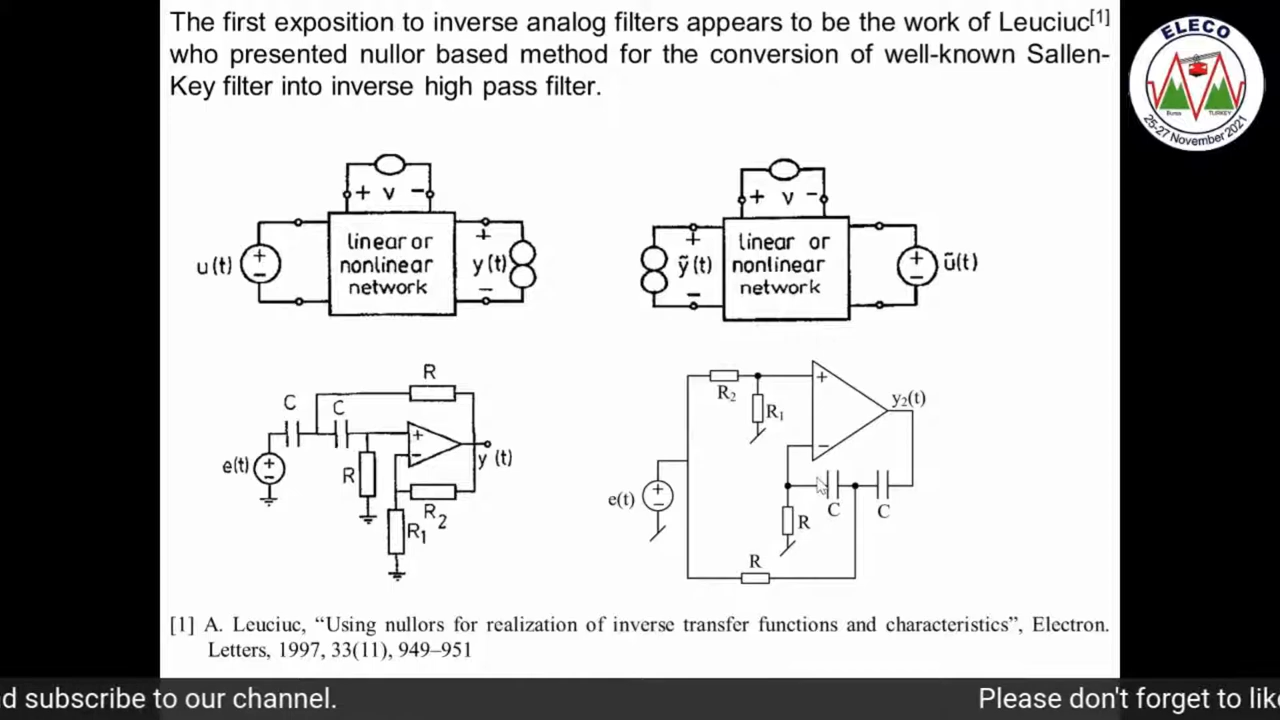 The first exposition to inverse analog filters appears to be the work of Leuciuc[1]
who presented nullor based method for the conversion of well-known Sallen-
Key filter into inverse high pass filter.
ELECO
Bursa TURKEY
25-27 November 2021
+ v −
u(t)
+
−
linear or
nonlinear
network
+
y(t)
−
+ v −
+
ỹ(t)
−
linear or
nonlinear
network
+
−
ũ(t)
R
C
C
e(t)
+
−
R
+
−
y(t)
R2
R1
R2
R1
+
−
y2(t)
e(t)
+
−
R
C
C
R
[1] A. Leuciuc, “Using nullors for realization of inverse transfer functions and characteristics”, Electron.
Letters, 1997, 33(11), 949–951
d subscribe to our channel.
Please don't forget to like